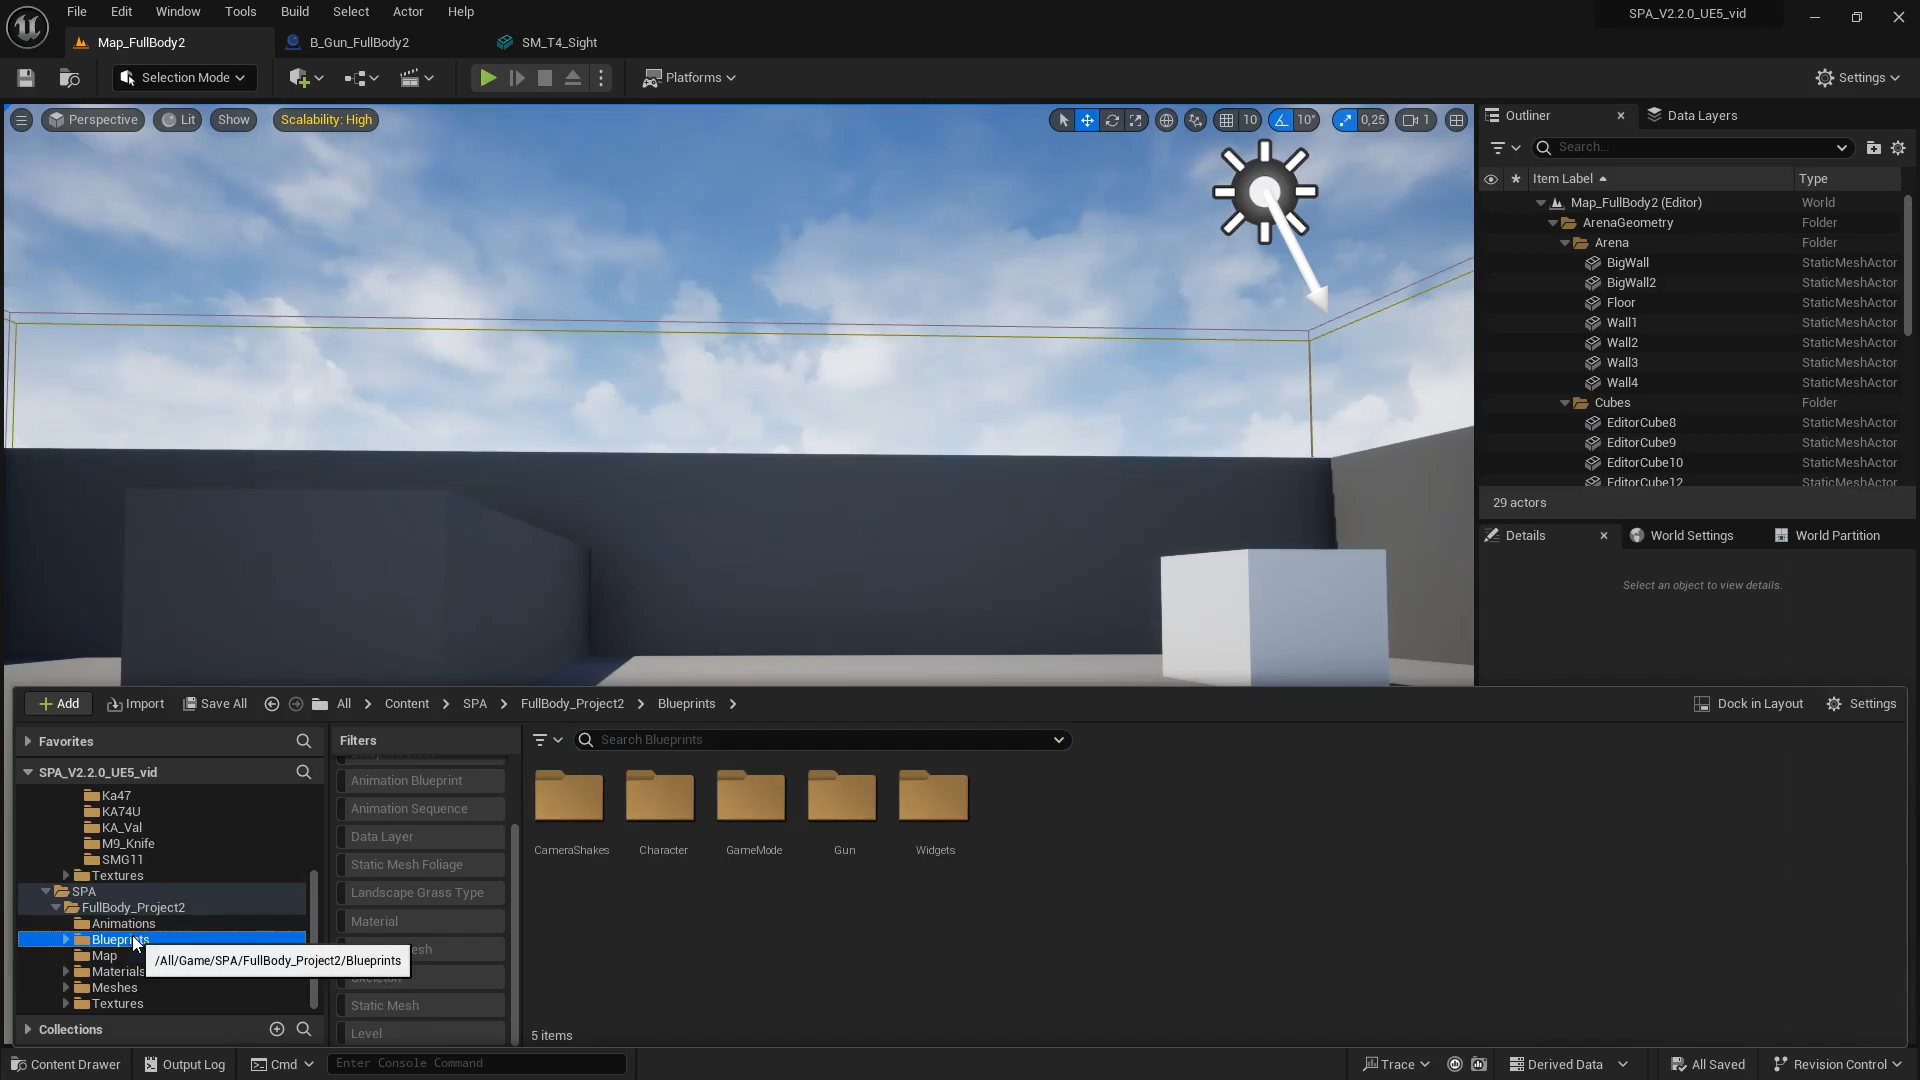 File Edit Window Tools Build Select Actor Help
SPA_V2.2.0_UE5_vid
Map_FullBody2
B_Gun_FullBody2
SM_T4_Sight
Selection Mode
Platforms
Settings
Perspective
Lit
Show
Scalability: High
10
10°
0,25
1
Outliner
Data Layers
Search...
Item Label
Type
Map_FullBody2 (Editor) World
ArenaGeometry Folder
Arena Folder
BigWall StaticMeshActor
BigWall2 StaticMeshActor
Floor StaticMeshActor
Wall1 StaticMeshActor
Wall2 StaticMeshActor
Wall3 StaticMeshActor
Wall4 StaticMeshActor
Cubes Folder
EditorCube8 StaticMeshActor
EditorCube9 StaticMeshActor
EditorCube10 StaticMeshActor
EditorCube12 StaticMeshActor
29 actors
Details
World Settings
World Partition
Select an object to view details.
Add
Import
Save All
All
Content
SPA
FullBody_Project2
Blueprints
Dock in Layout
Settings
Favorites
SPA_V2.2.0_UE5_vid
Ka47
KA74U
KA_Val
M9_Knife
SMG11
Textures
SPA
FullBody_Project2
Animations
Blueprints
Map
Materials
Meshes
Textures
/All/Game/SPA/FullBody_Project2/Blueprints
Collections
Filters
Animation Blueprint
Animation Sequence
Data Layer
Static Mesh Foliage
Landscape Grass Type
Material
Static Mesh
Level
Search Blueprints
CameraShakes
Character
GameMode
Gun
Widgets
5 items
Content Drawer
Output Log
Cmd
Enter Console Command
Trace
Derived Data
All Saved
Revision Control